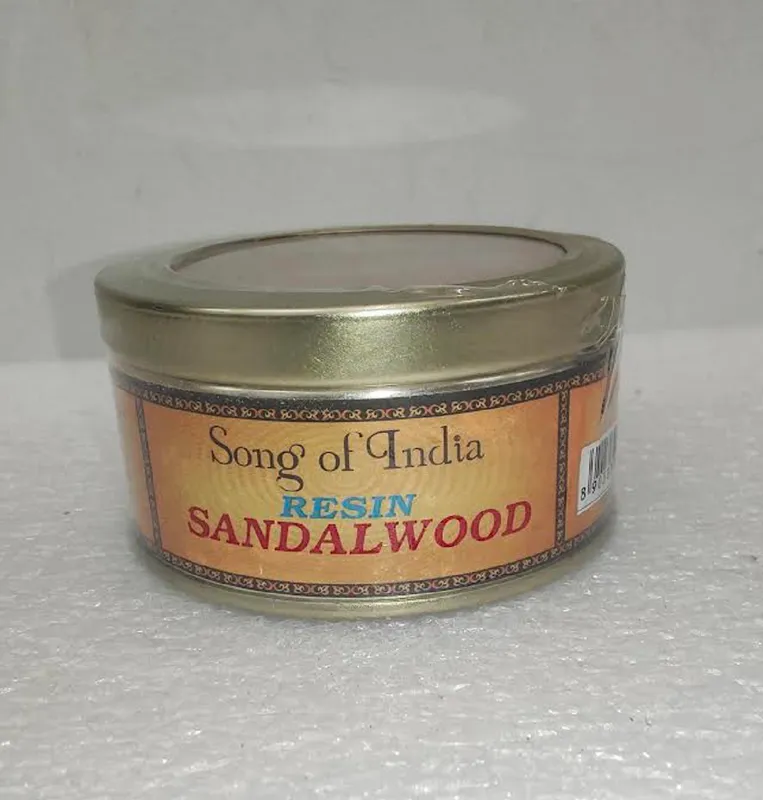 Song of India
RESIN
SANDALWOOD